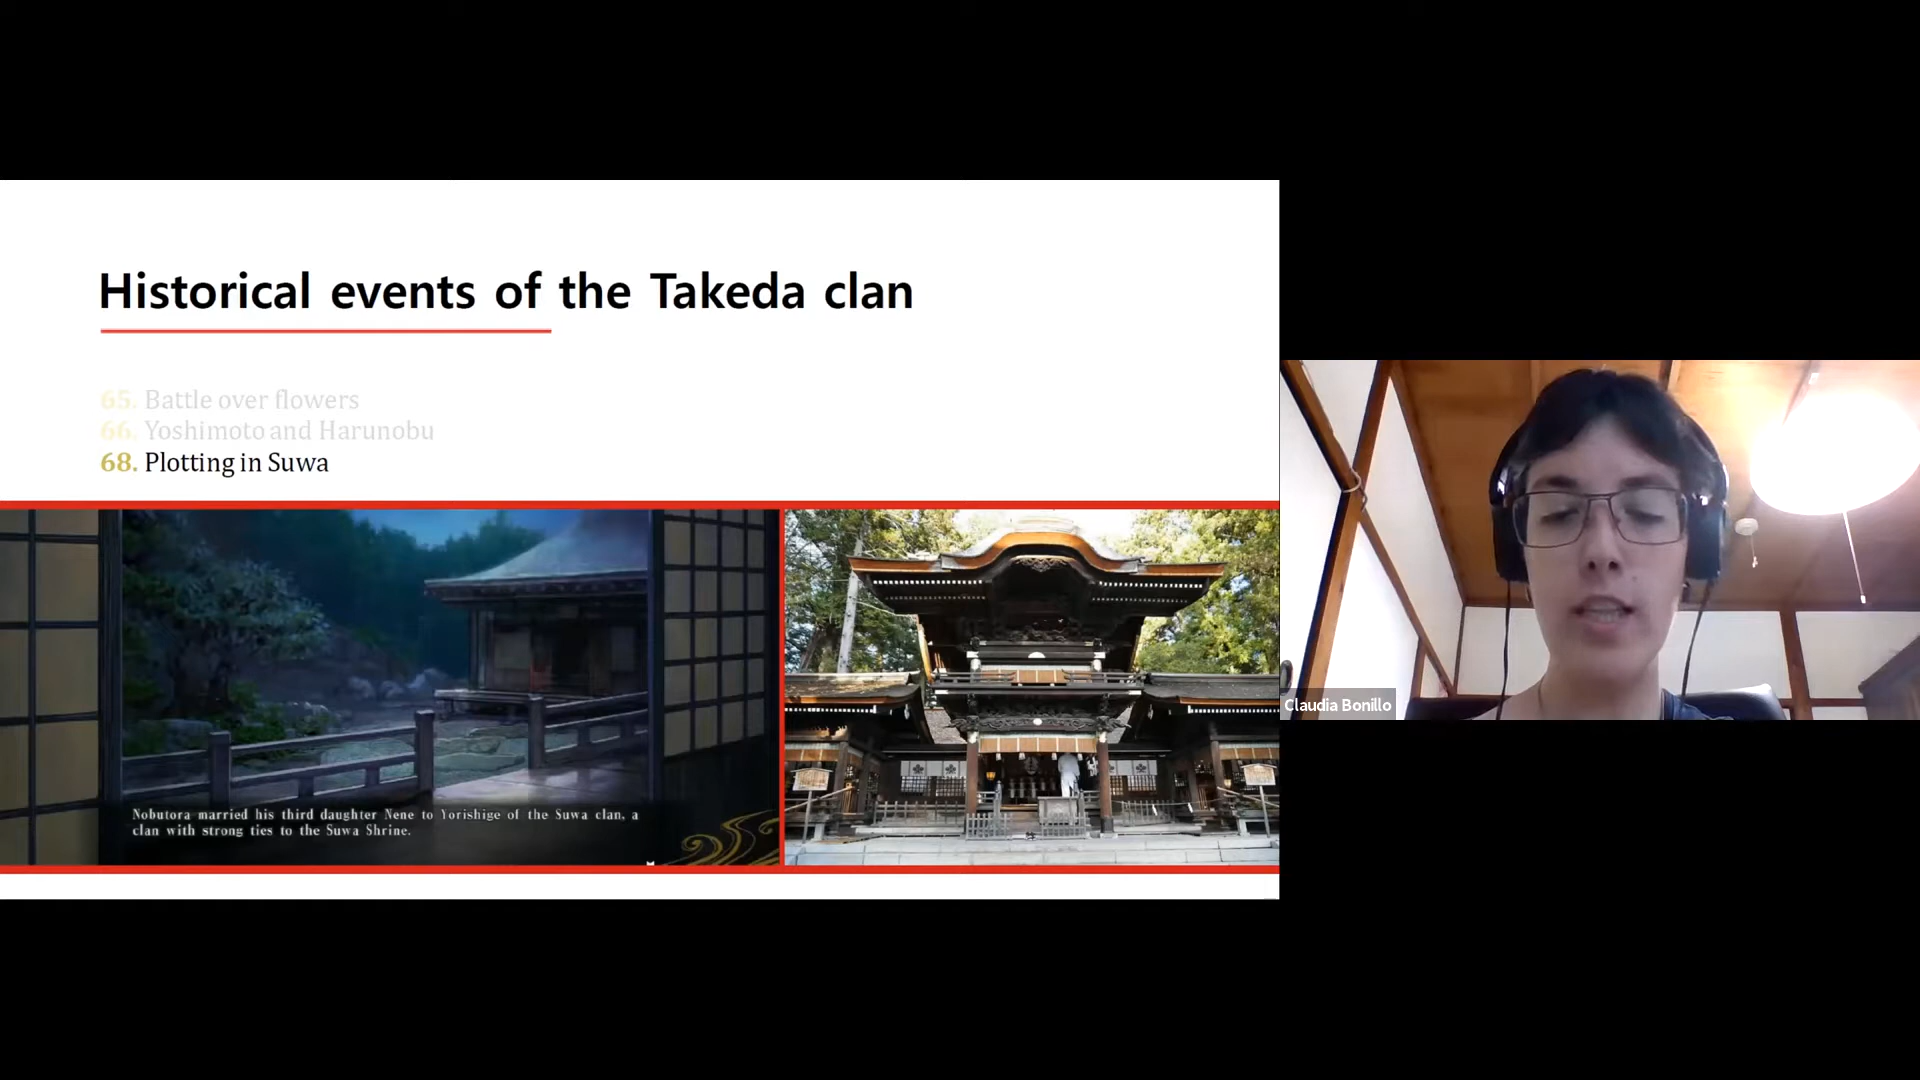 Historical events of the Takeda clan
65. Battle over flowers
66. Yoshimoto and Harunobu
68. Plotting in Suwa
Nobutora married his third daughter Nene to Yorishige of the Suwa clan, a
clan with strong ties to the Suwa Shrine.
Claudia Bonillo